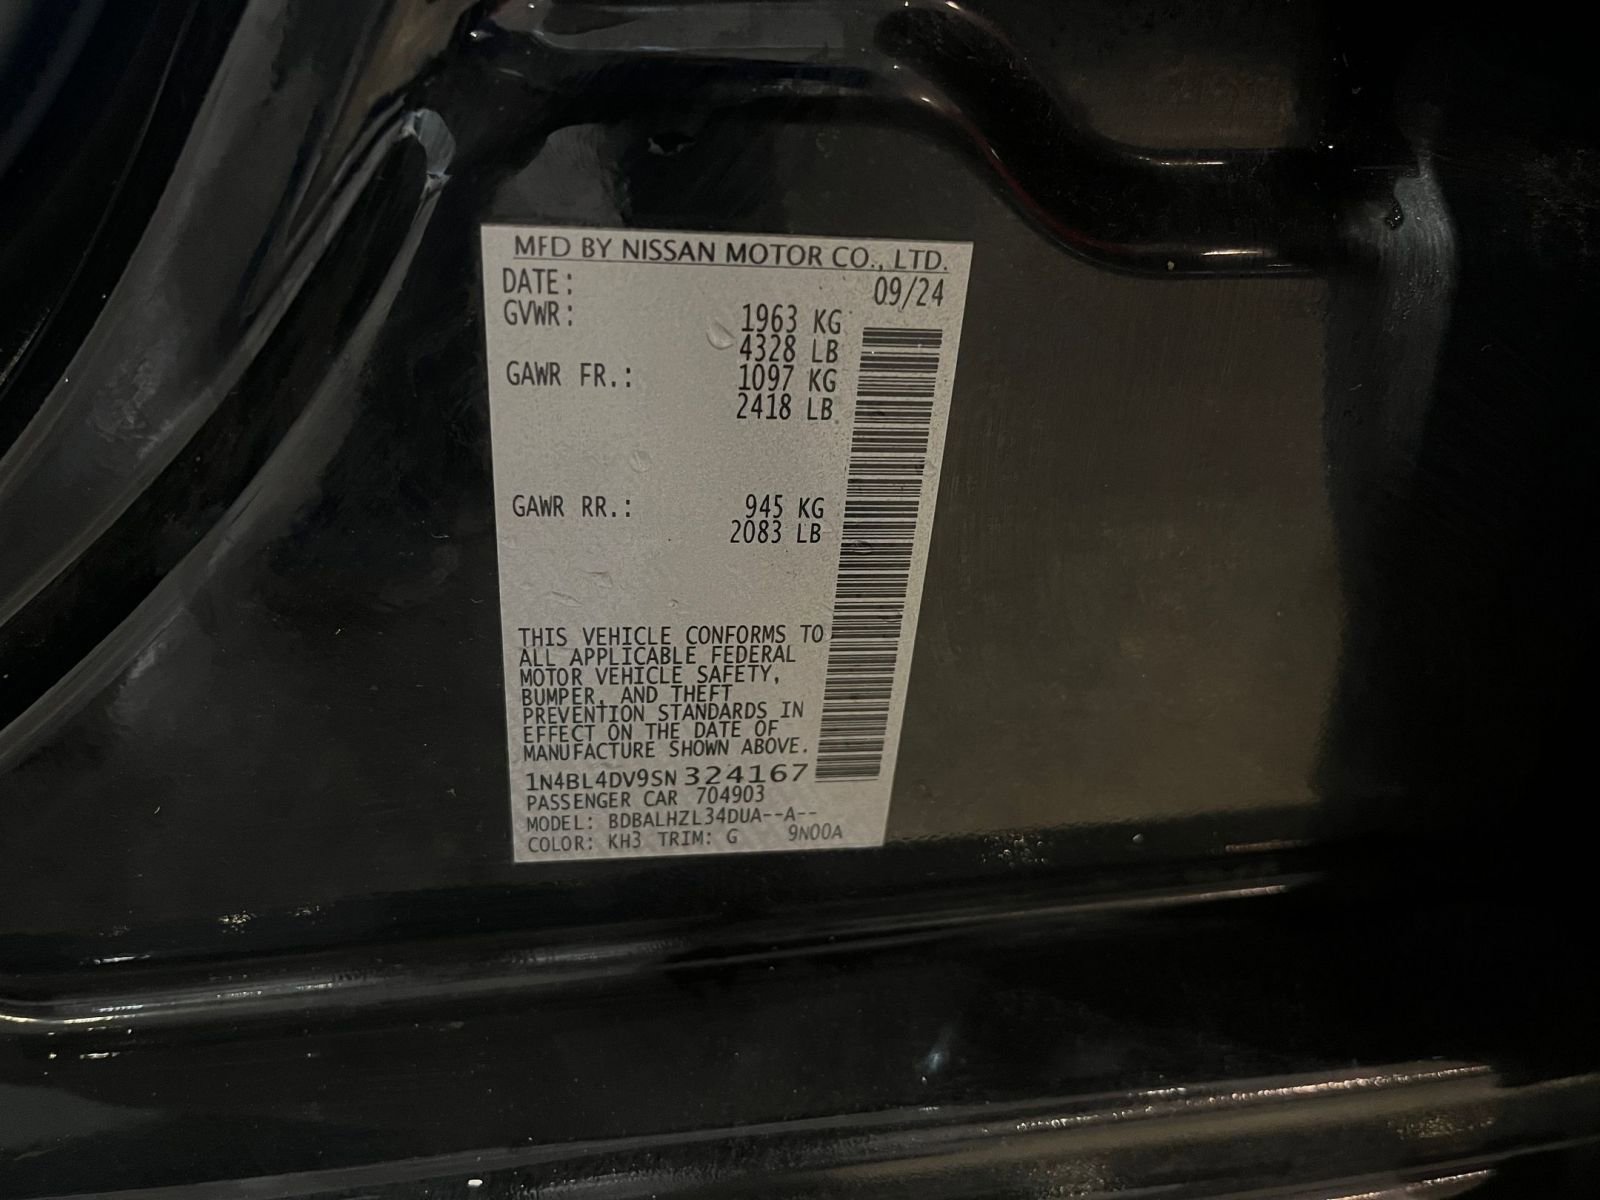 MFD BY NISSAN MOTOR CO., LTD.
DATE: 09/24
GVWR: 1963 KG
4328 LB
GAWR FR.: 1097 KG
2418 LB
GAWR RR.: 945 KG
2083 LB
THIS VEHICLE CONFORMS TO
ALL APPLICABLE FEDERAL
MOTOR VEHICLE SAFETY,
BUMPER, AND THEFT
PREVENTION STANDARDS IN
EFFECT ON THE DATE OF
MANUFACTURE SHOWN ABOVE.
1N4BL4DV9SN324167
PASSENGER CAR 704903
MODEL: BDBALHZL34DUA--A--
COLOR: KH3 TRIM: G 9N00A